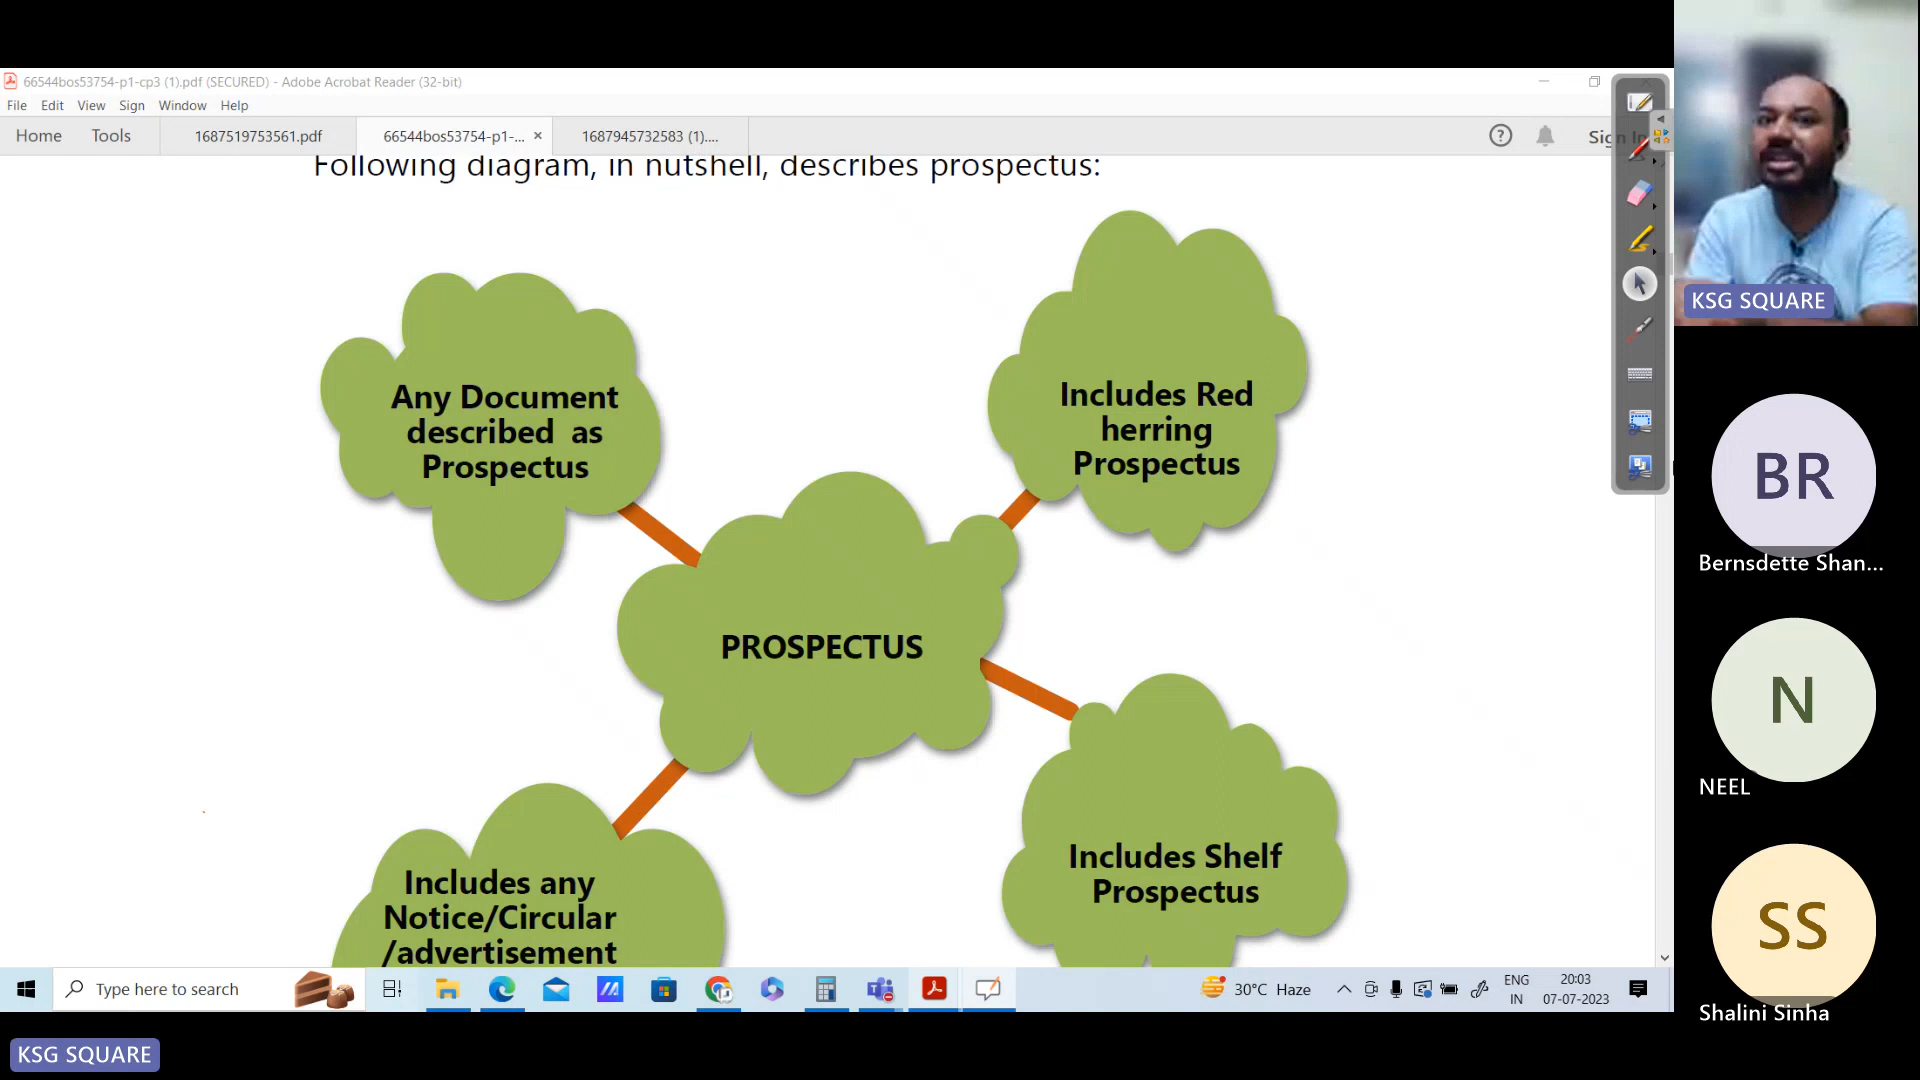 66544bos53754-p1-cp3 (1).pdf (SECURED) - Adobe Acrobat Reader (32-bit)
File Edit View Sign Window Help
Home Tools 1687519753561.pdf 66544bos53754-p1-... × 1687945732583 (1)....
Sign In
Following diagram, in nutshell, describes prospectus:
Any Document
described as
Prospectus
Includes Red
herring
Prospectus
PROSPECTUS
Includes any
Notice/Circular
/advertisement
Includes Shelf
Prospectus
KSG SQUARE
BR
Bernsdette Shan...
N
NEEL
SS
Shalini Sinha
Type here to search
30°C Haze
ENG
IN
20:03
07-07-2023
KSG SQUARE